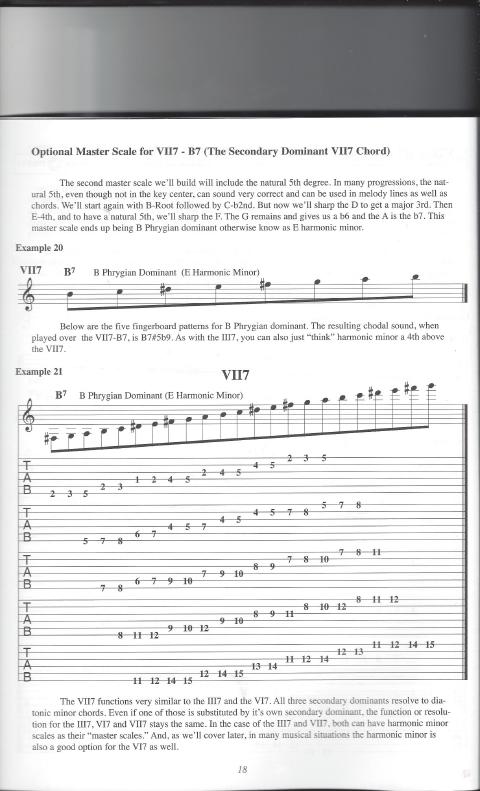 Optional Master Scale for VII7 - B7 (The Secondary Dominant VII7 Chord)
The second master scale we'll build will include the natural 5th degree. In many progressions, the nat-
ural 5th, even though not in the key center, can sound very correct and can be used in melody lines as well as
chords. We'll start again with B-Root followed by C-b2nd. But now we'll sharp the D to get a major 3rd. Then
E-4th, and to have a natural 5th, we'll sharp the F. The G remains and gives us a b6 and the A is the b7. This
master scale ends up being B Phrygian dominant otherwise know as E harmonic minor.
Example 20
VII7 B7 B Phrygian Dominant (E Harmonic Minor)
Below are the five fingerboard patterns for B Phrygian dominant. The resulting chodal sound, when
played over the VII7-B7, is B7#5b9. As with the III7, you can also just "think" harmonic minor a 4th above
the VII7.
Example 21
VII7
B7 B Phrygian Dominant (E Harmonic Minor)
T
A
B
2 3 5 2 3 1 2 4 5 2 4 5 4 5 2 3 5
T
A
B
5 7 8 6 7 4 5 7 4 5 4 5 7 8 5 7 8
T
A
B
7 8 6 7 9 10 7 9 10 8 9 7 8 10 7 8 11
T
A
B
8 11 12 9 10 12 9 10 8 9 11 8 10 12 8 11 12
T
A
B
11 12 14 15 12 14 15 13 14 11 12 14 12 13 11 12 14 15
The VII7 functions very similar to the III7 and the VI7. All three secondary dominants resolve to dia-
tonic minor chords. Even if one of those is substituted by it's own secondary dominant, the function or resolu-
tion for the III7, VI7 and VII7 stays the same. In the case of the III7 and VII7, both can have harmonic minor
scales as their "master scales." And, as we'll cover later, in many musical situations the harmonic minor is
also a good option for the VI7 as well.
18